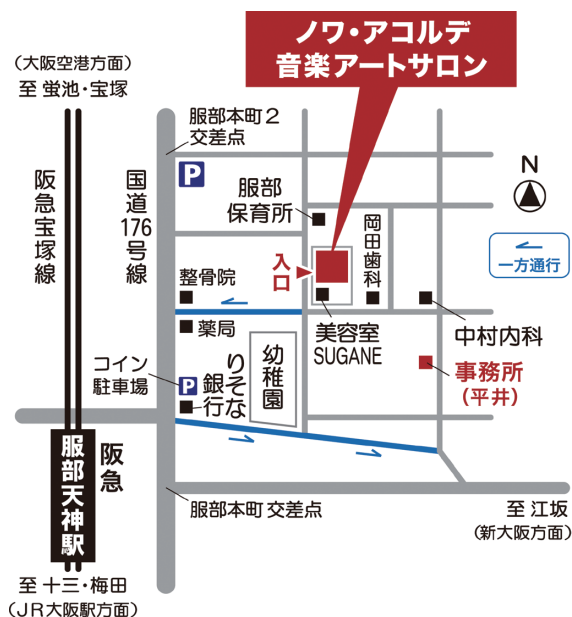 ノワ・アコルデ
音楽アートサロン
(大阪空港方面)
至 蛍池・宝塚
服部本町2
交差点
阪急宝塚線
国道176号線
P
服部
保育所
岡田歯科
N
一方通行
入口
整骨院
薬局
美容室
SUGANE
中村内科
コイン
駐車場
P
りそな
銀行
幼稚園
事務所
(平井)
阪急
服部天神駅
服部本町 交差点
至 江坂
(新大阪方面)
至 十三・梅田
(JR大阪駅方面)